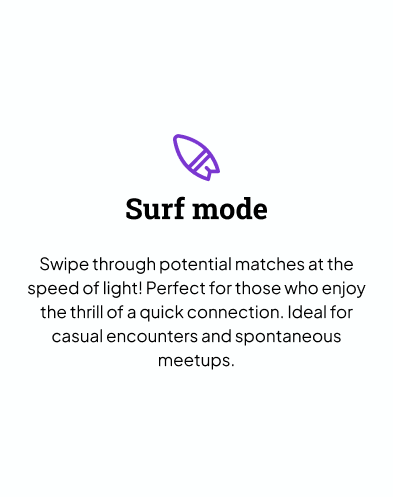 Surf mode
Swipe through potential matches at the
speed of light! Perfect for those who enjoy
the thrill of a quick connection. Ideal for
casual encounters and spontaneous
meetups.